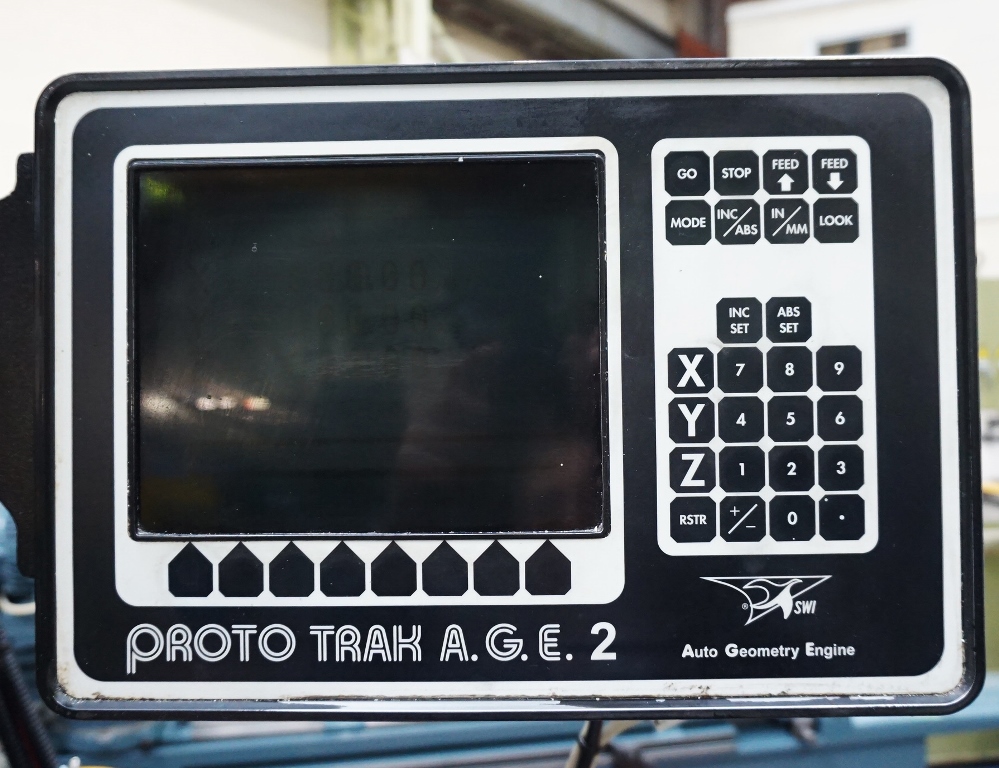 GO STOP FEED FEED
MODE INC/ABS IN/MM LOOK
INC SET ABS SET
X 7 8 9
Y 4 5 6
Z 1 2 3
RSTR +/− 0 .
® SWI
PROTO TRAK A.G.E. 2
Auto Geometry Engine